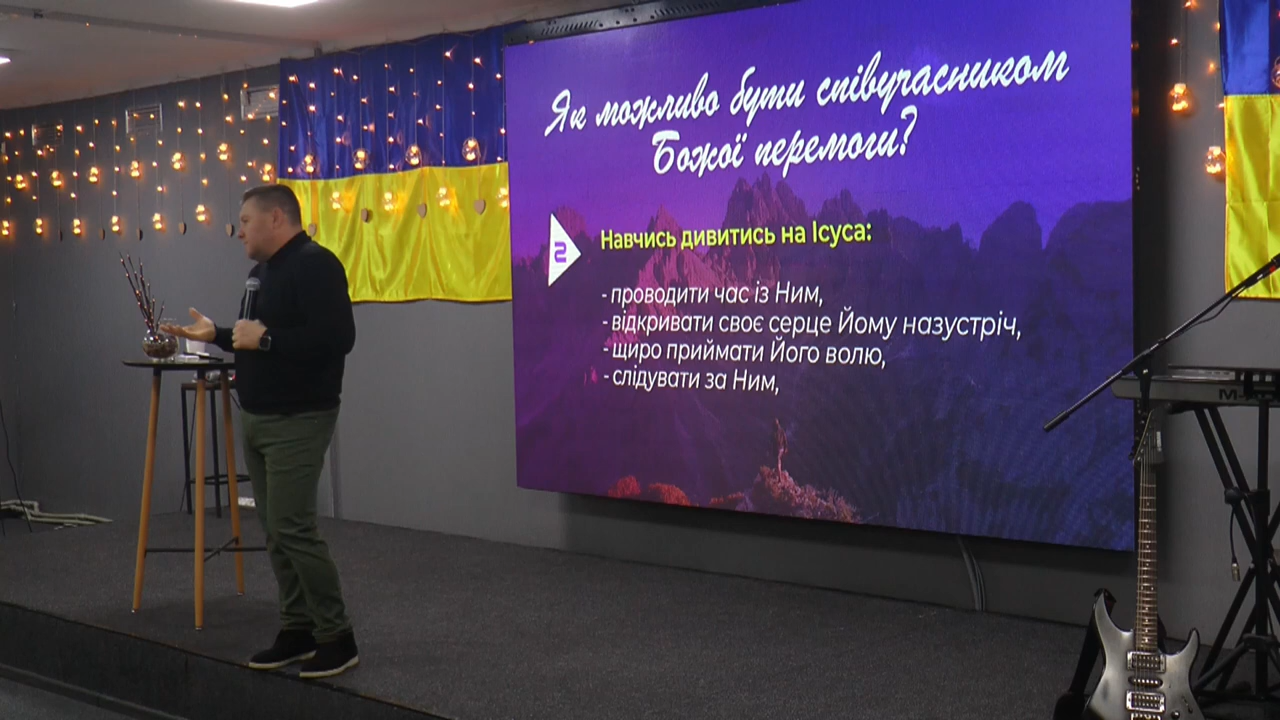 Як можливо бути співучасником
Божої перемоги?
2
Навчись дивитись на Ісуса:
- проводити час із Ним,
- відкривати своє серце Йому назустріч,
- щиро приймати Його волю,
- слідувати за Ним,